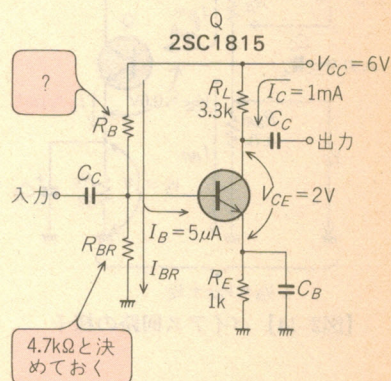 Q
2SC1815
?
R_B
R_L
3.3k
V_CC=6V
I_C=1mA
C_C
出力
C_C
入力
V_CE=2V
I_B=5μA
R_BR
I_BR
R_E
1k
C_B
4.7kΩと決
めておく